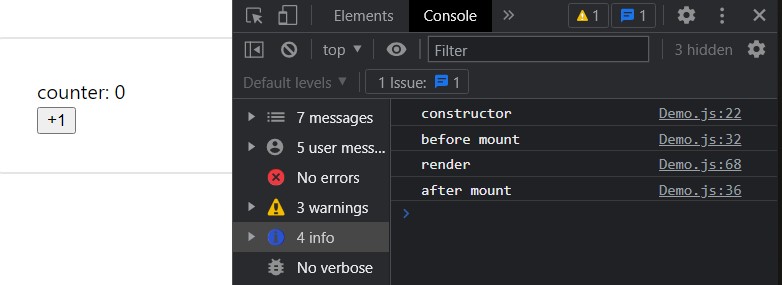 counter: 0
+1
Elements Console » 1 1
top Filter 3 hidden
Default levels 1 Issue: 1
7 messages
5 user mess...
No errors
3 warnings
4 info
No verbose
constructor Demo.js:22
before mount Demo.js:32
render Demo.js:68
after mount Demo.js:36